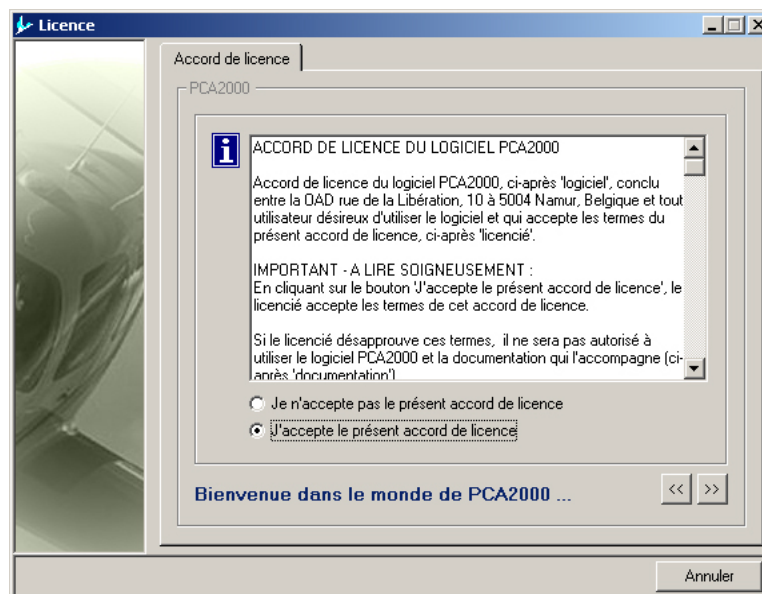 Licence
Accord de licence
PCA2000
ACCORD DE LICENCE DU LOGICIEL PCA2000
Accord de licence du logiciel PCA2000, ci-après 'logiciel', conclu
entre la OAD rue de la Libération, 10 à 5004 Namur, Belgique et tout
utilisateur désireux d'utiliser le logiciel et qui accepte les termes du
présent accord de licence, ci-après 'licencié'.
IMPORTANT - A LIRE SOIGNEUSEMENT :
En cliquant sur le bouton 'J'accepte le présent accord de licence', le
licencié accepte les termes de cet accord de licence.
Si le licencié désapprouve ces termes,  il ne sera pas autorisé à
utiliser le logiciel PCA2000 et la documentation qui l'accompagne (ci-
après 'documentation')
Je n'accepte pas le présent accord de licence
J'accepte le présent accord de licence
Bienvenue dans le monde de PCA2000 ...
<< >>
Annuler